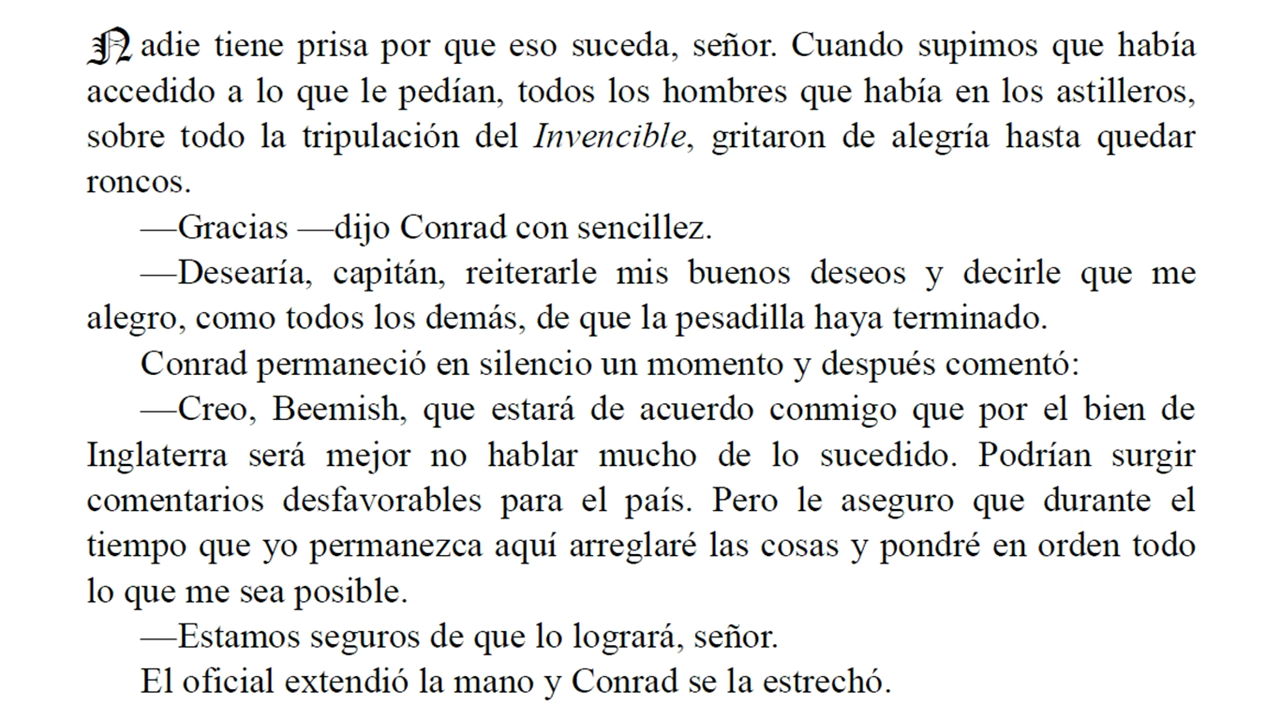 Nadie tiene prisa por que eso suceda, señor. Cuando supimos que había
accedido a lo que le pedían, todos los hombres que había en los astilleros,
sobre todo la tripulación del Invencible, gritaron de alegría hasta quedar
roncos.
—Gracias —dijo Conrad con sencillez.
—Desearía, capitán, reiterarle mis buenos deseos y decirle que me
alegro, como todos los demás, de que la pesadilla haya terminado.
Conrad permaneció en silencio un momento y después comentó:
—Creo, Beemish, que estará de acuerdo conmigo que por el bien de
Inglaterra será mejor no hablar mucho de lo sucedido. Podrían surgir
comentarios desfavorables para el país. Pero le aseguro que durante el
tiempo que yo permanezca aquí arreglaré las cosas y pondré en orden todo
lo que me sea posible.
—Estamos seguros de que lo logrará, señor.
El oficial extendió la mano y Conrad se la estrechó.